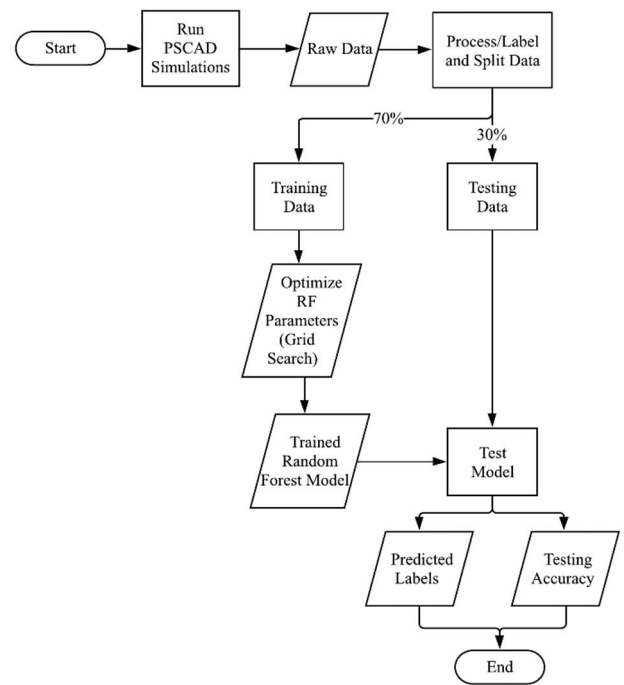 Start
Run
PSCAD
Simulations
Raw Data
Process/Label
and Split Data
70%
30%
Training
Data
Testing
Data
Optimize
RF
Parameters
(Grid
Search)
Trained
Random
Forest Model
Test
Model
Predicted
Labels
Testing
Accuracy
End